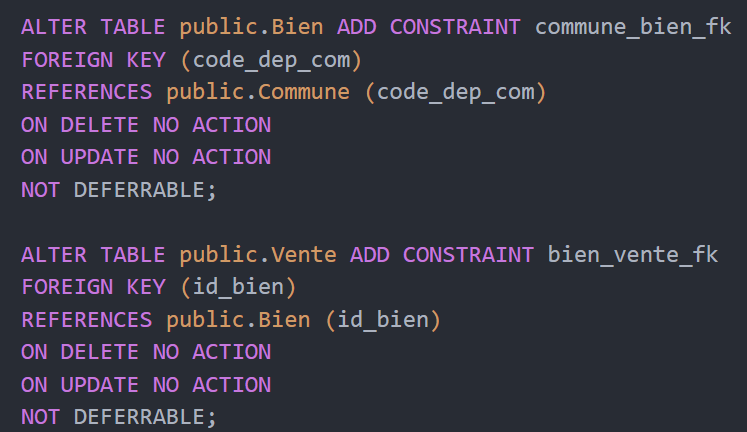 ALTER TABLE public.Bien ADD CONSTRAINT commune_bien_fk
FOREIGN KEY (code_dep_com)
REFERENCES public.Commune (code_dep_com)
ON DELETE NO ACTION
ON UPDATE NO ACTION
NOT DEFERRABLE;

ALTER TABLE public.Vente ADD CONSTRAINT bien_vente_fk
FOREIGN KEY (id_bien)
REFERENCES public.Bien (id_bien)
ON DELETE NO ACTION
ON UPDATE NO ACTION
NOT DEFERRABLE;